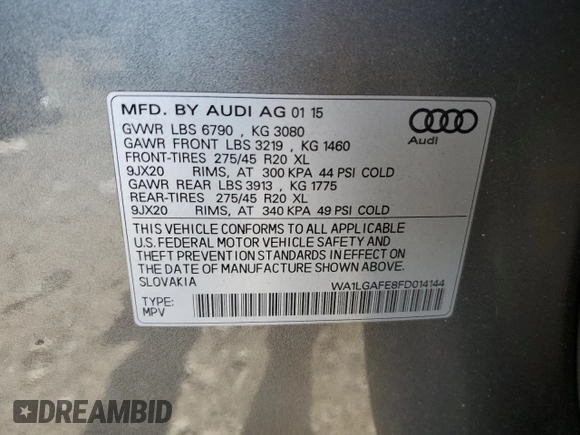 MFD. BY AUDI AG 01 15
GVWR LBS 6790 , KG 3080
GAWR FRONT LBS 3219 , KG 1460
FRONT-TIRES 275/45 R20 XL
9JX20 RIMS, AT 300 KPA 44 PSI COLD
GAWR REAR LBS 3913 , KG 1775
REAR-TIRES 275/45 R20 XL
9JX20 RIMS, AT 340 KPA 49 PSI COLD
Audi
THIS VEHICLE CONFORMS TO ALL APPLICABLE
U.S. FEDERAL MOTOR VEHICLE SAFETY AND
THEFT PREVENTION STANDARDS IN EFFECT ON
THE DATE OF MANUFACTURE SHOWN ABOVE.
SLOVAKIA
WA1LGAFE8FD014144
TYPE:
MPV
DREAMBID